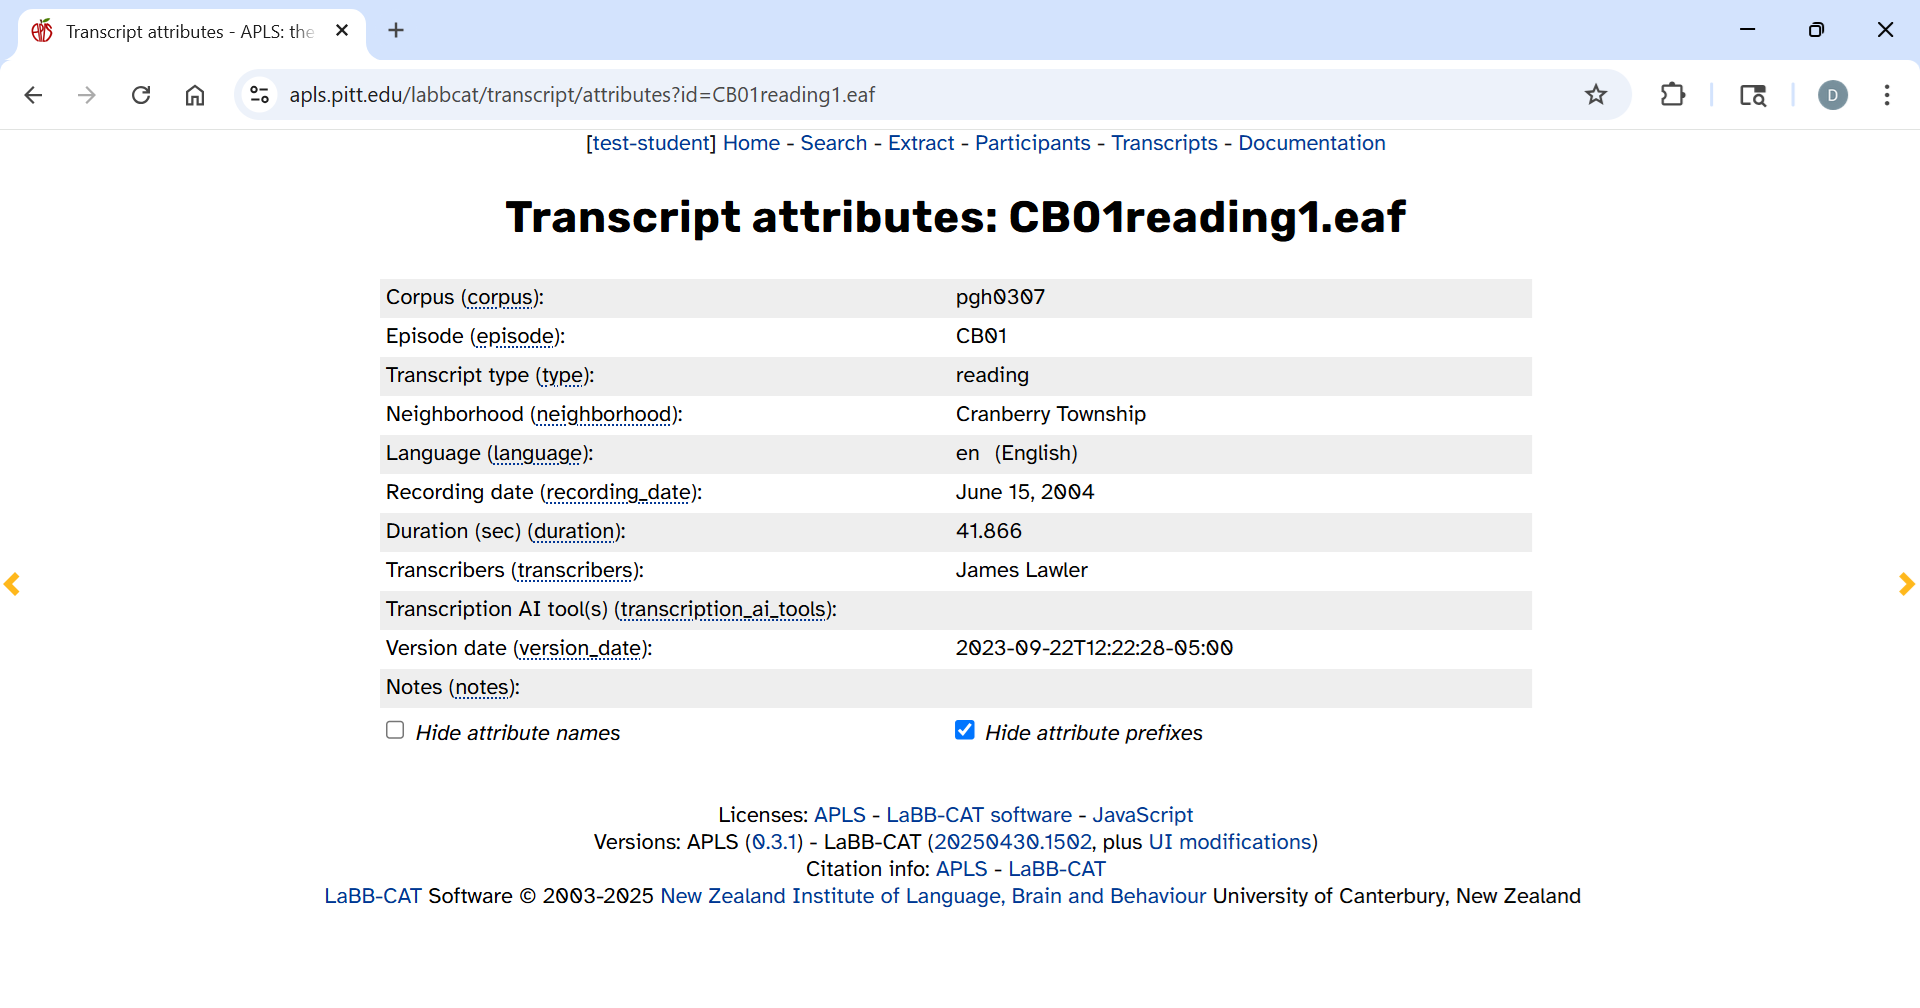 Transcript attributes - APLS: the
apls.pitt.edu/labbcat/transcript/attributes?id=CB01reading1.eaf
D
[test-student] Home - Search - Extract - Participants - Transcripts - Documentation
Transcript attributes: CB01reading1.eaf
Corpus (corpus): pgh0307
Episode (episode): CB01
Transcript type (type): reading
Neighborhood (neighborhood): Cranberry Township
Language (language): en (English)
Recording date (recording_date): June 15, 2004
Duration (sec) (duration): 41.866
Transcribers (transcribers): James Lawler
Transcription AI tool(s) (transcription_ai_tools):
Version date (version_date): 2023-09-22T12:22:28-05:00
Notes (notes):
Hide attribute names Hide attribute prefixes
Licenses: APLS - LaBB-CAT software - JavaScript
Versions: APLS (0.3.1) - LaBB-CAT (20250430.1502, plus UI modifications)
Citation info: APLS - LaBB-CAT
LaBB-CAT Software © 2003-2025 New Zealand Institute of Language, Brain and Behaviour University of Canterbury, New Zealand